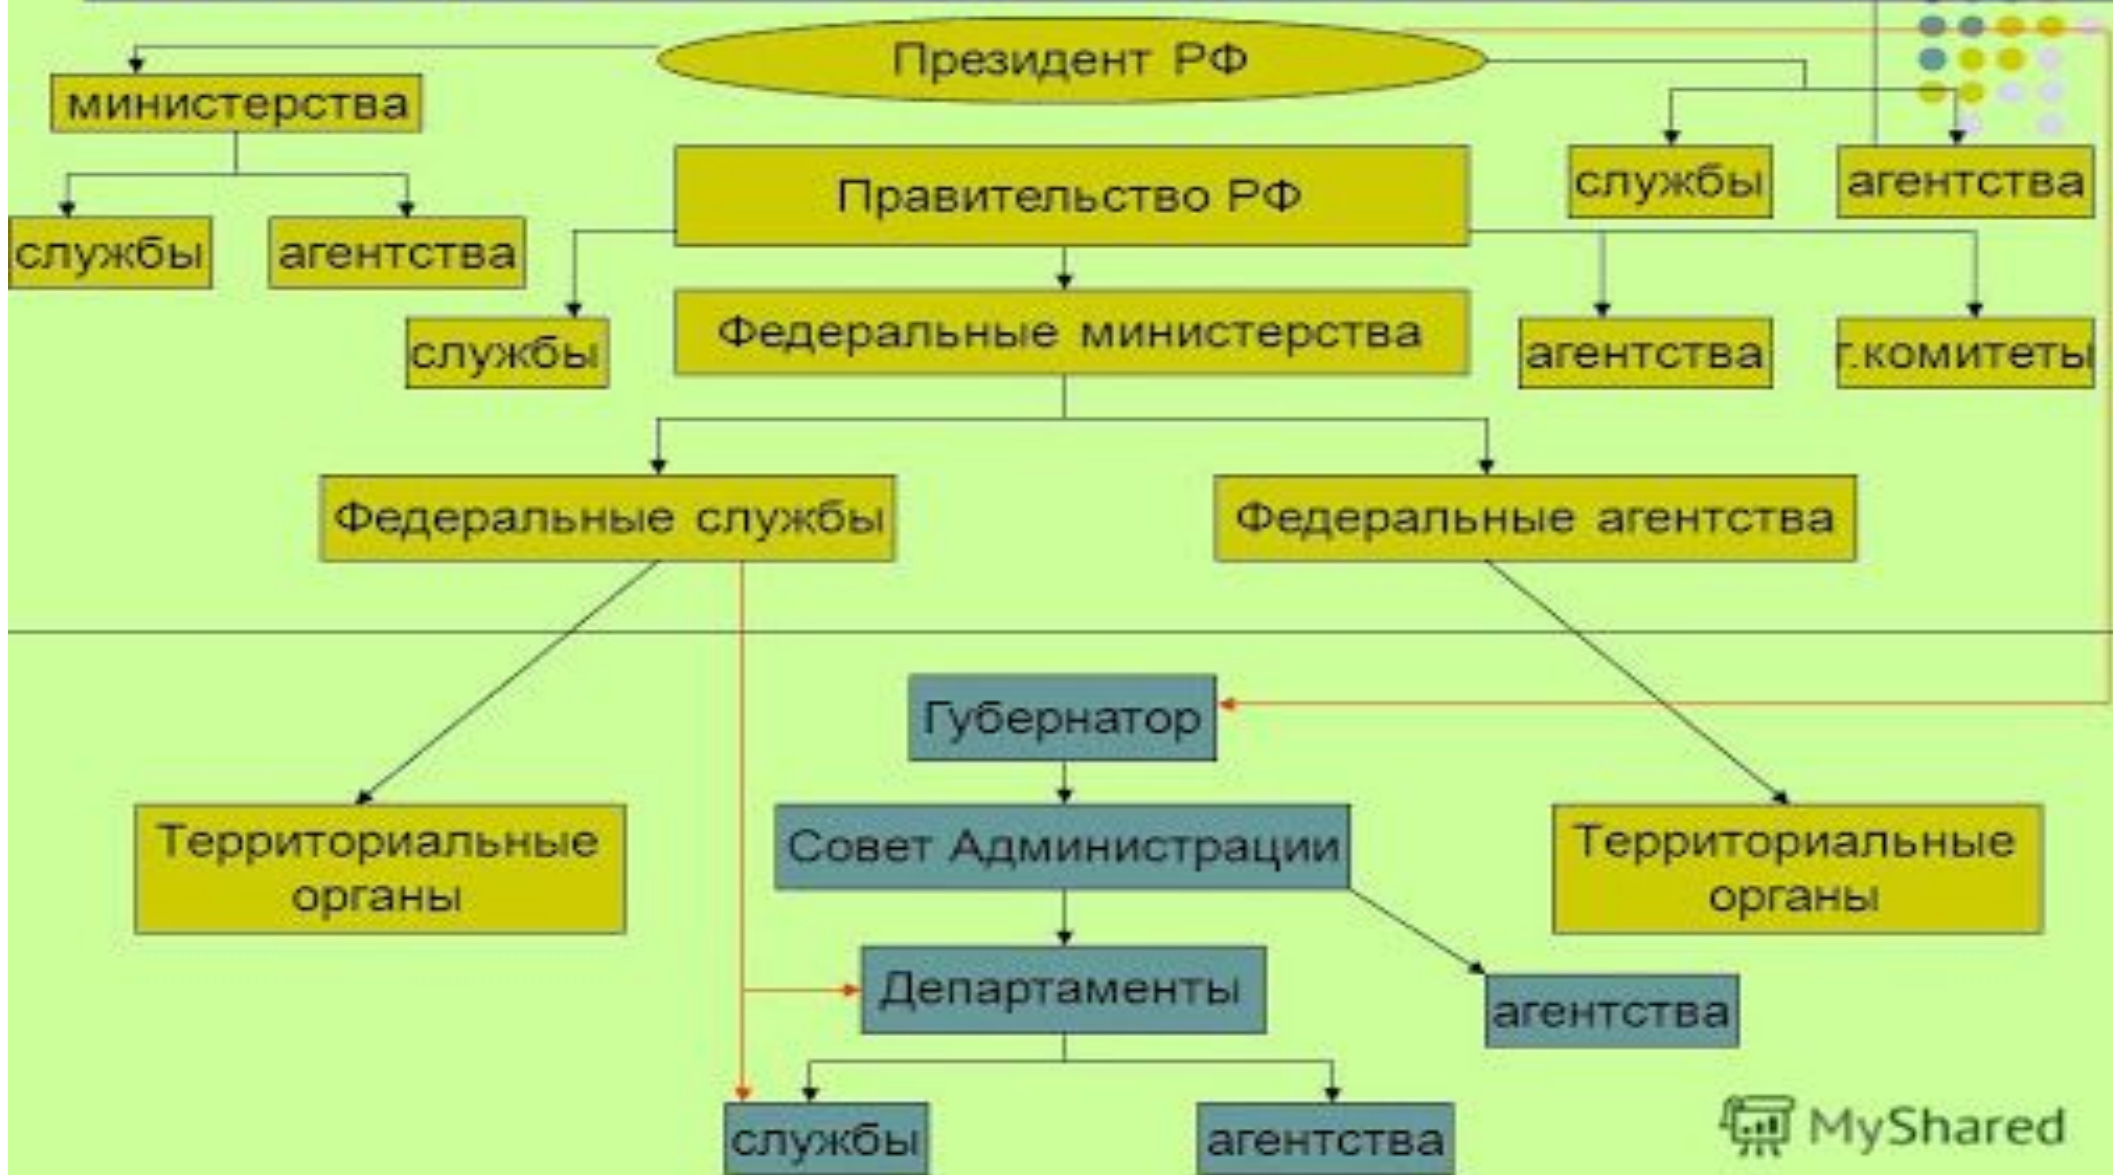 Президент РФ
министерства
службы
агентства
Правительство РФ
службы
агентства
службы
Федеральные министерства
агентства
г.комитеты
Федеральные службы
Федеральные агентства
Губернатор
Территориальные
органы
Совет Администрации
Территориальные
органы
Департаменты
агентства
службы
агентства
MyShared